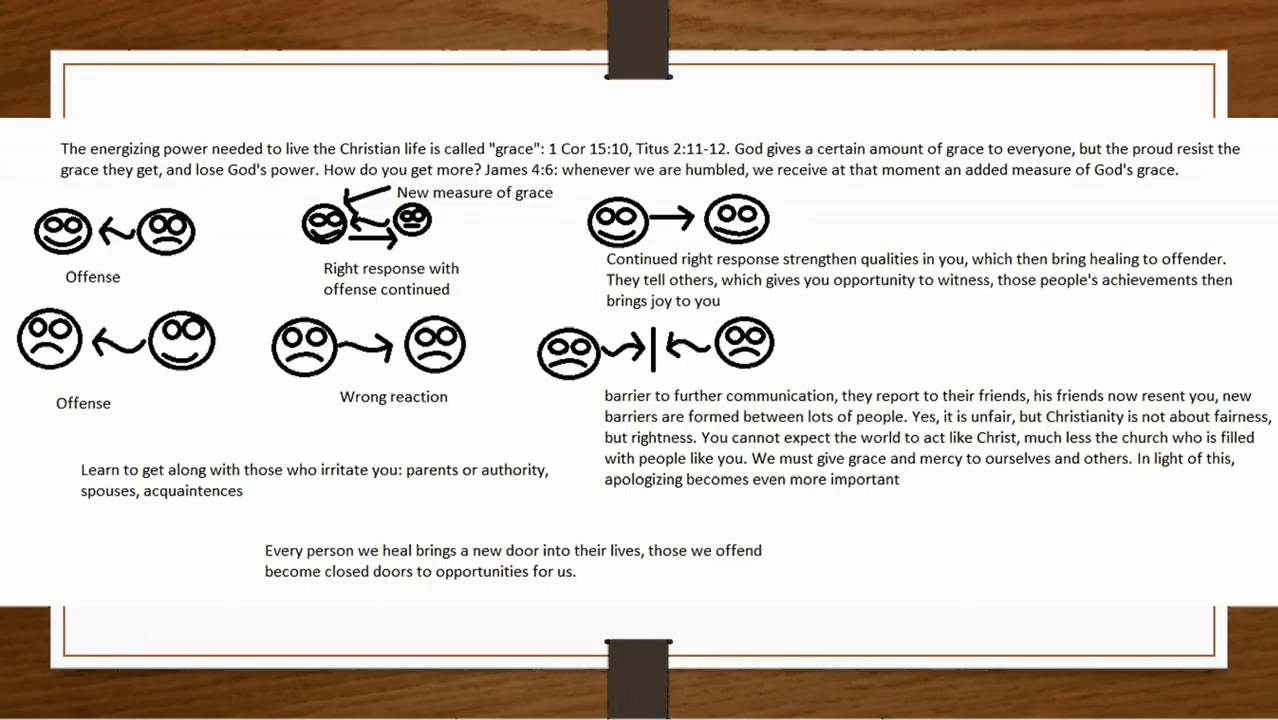 The energizing power needed to live the Christian life is called "grace": 1 Cor 15:10, Titus 2:11-12. God gives a certain amount of grace to everyone, but the proud resist the
grace they get, and lose God's power. How do you get more? James 4:6: whenever we are humbled, we receive at that moment an added measure of God's grace.
New measure of grace
Offense
Right response with
offense continued
Continued right response strengthen qualities in you, which then bring healing to offender.
They tell others, which gives you opportunity to witness, those people's achievements then
brings joy to you
Offense
Wrong reaction
barrier to further communication, they report to their friends, his friends now resent you, new
barriers are formed between lots of people. Yes, it is unfair, but Christianity is not about fairness,
but rightness. You cannot expect the world to act like Christ, much less the church who is filled
with people like you. We must give grace and mercy to ourselves and others. In light of this,
apologizing becomes even more important
Learn to get along with those who irritate you: parents or authority,
spouses, acquaintences
Every person we heal brings a new door into their lives, those we offend
become closed doors to opportunities for us.